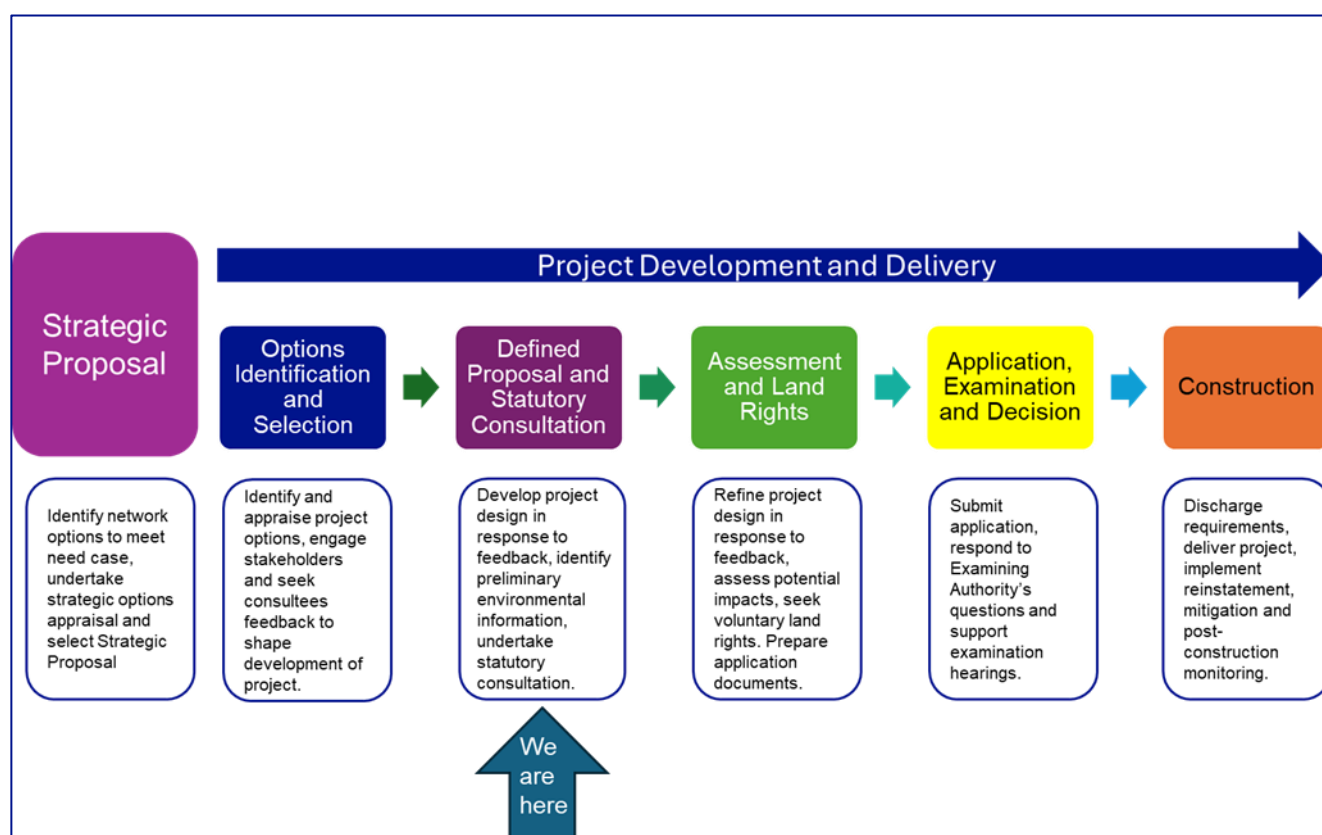 Project Development and Delivery
Strategic
Proposal
Options
Identification
and
Selection
Defined
Proposal and
Statutory
Consultation
Assessment
and Land
Rights
Application,
Examination
and Decision
Construction
Identify network
options to meet
need case,
undertake
strategic options
appraisal and
select Strategic
Proposal
Identify and
appraise project
options, engage
stakeholders
and seek
consultees
feedback to
shape
development of
project.
Develop project
design in
response to
feedback, identify
preliminary
environmental
information,
undertake
statutory
consultation.
Refine project
design in
response to
feedback,
assess potential
impacts, seek
voluntary land
rights. Prepare
application
documents.
Submit
application,
respond to
Examining
Authority’s
questions and
support
examination
hearings.
Discharge
requirements,
deliver project,
implement
reinstatement,
mitigation and
post-
construction
monitoring.
We
are
here